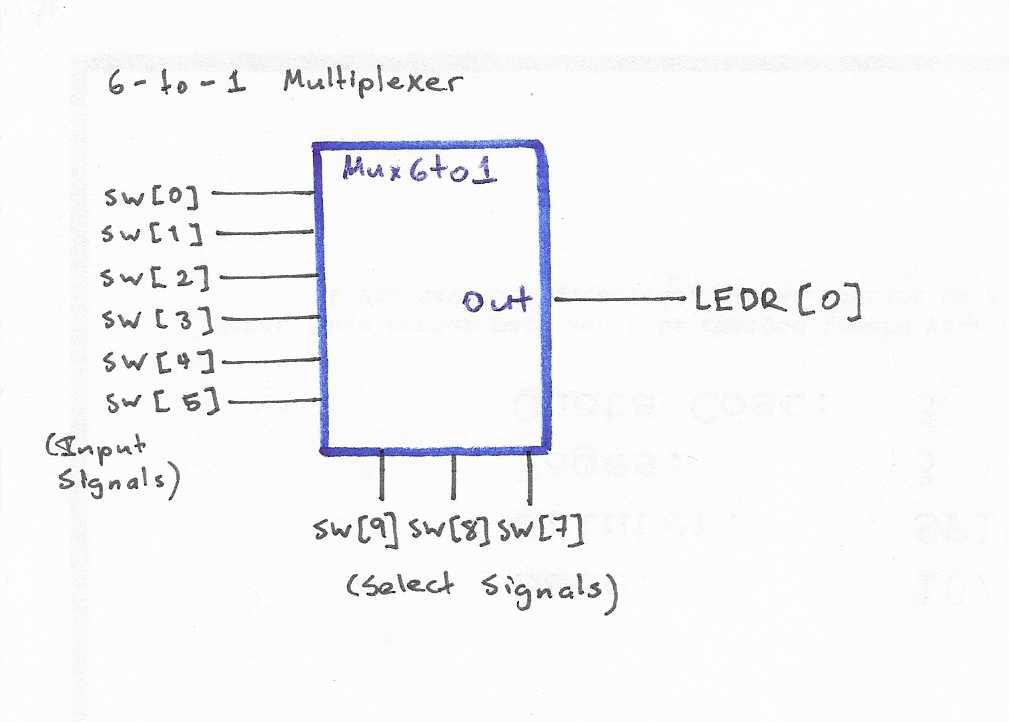 6-to-1 Multiplexer
Mux6to1
SW[0]
SW[1]
SW[2]
SW[3]
SW[4]
SW[5]
Out
LEDR[0]
(Input
Signals)
SW[9] SW[8] SW[7]
(Select Signals)